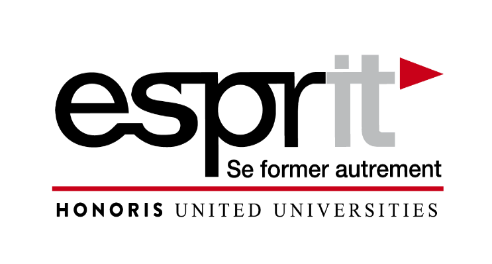 esprit
Se former autrement
HONORIS UNITED UNIVERSITIES